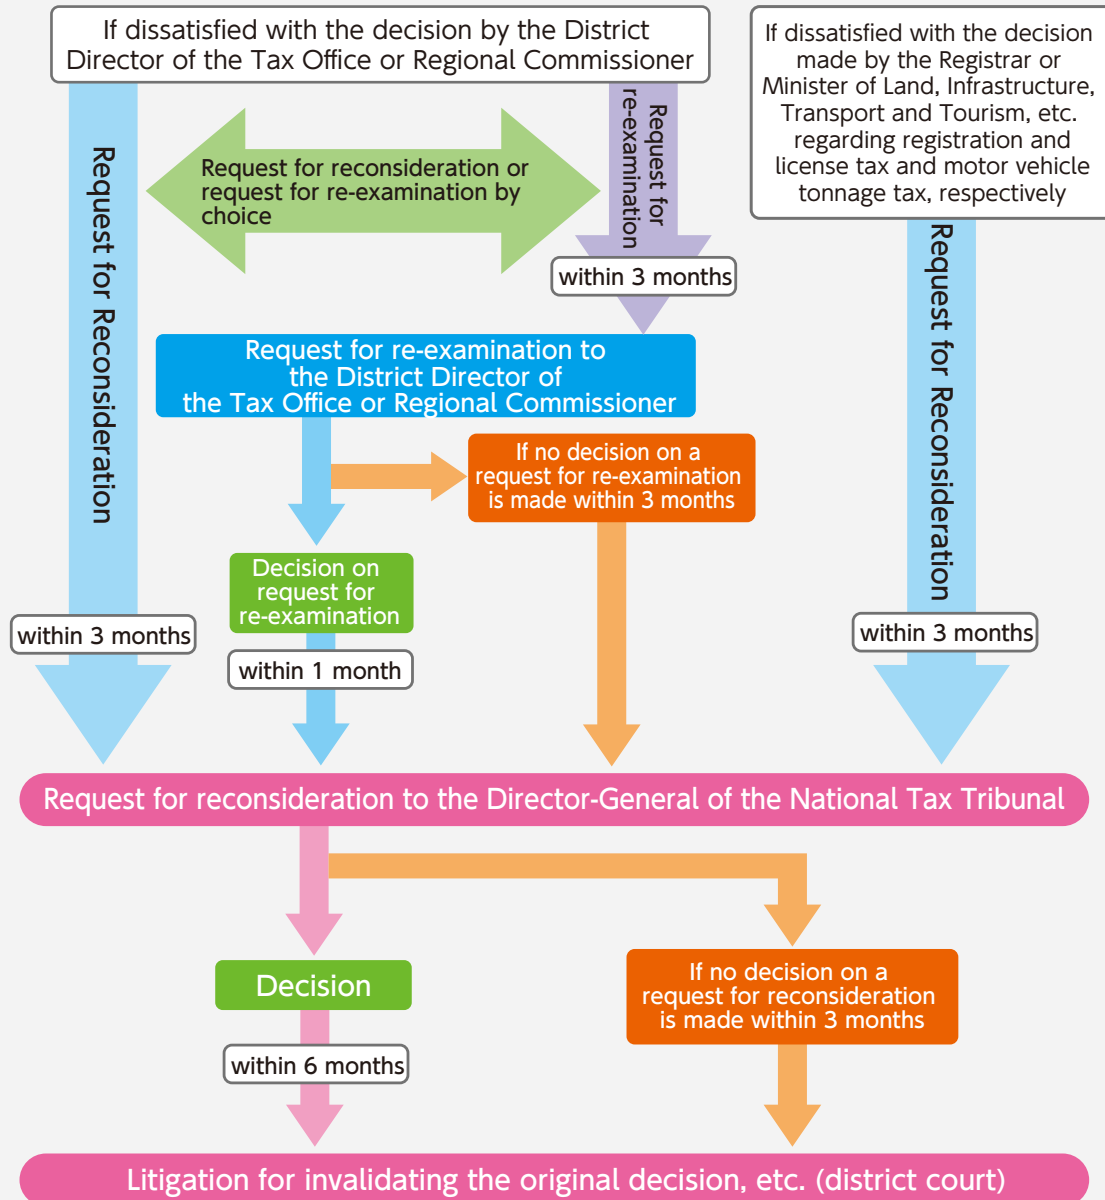 If dissatisfied with the decision by the District
Director of the Tax Office or Regional Commissioner
If dissatisfied with the decision
made by the Registrar or
Minister of Land, Infrastructure,
Transport and Tourism, etc.
regarding registration and
license tax and motor vehicle
tonnage tax, respectively
Request for Reconsideration
Request for reconsideration or
request for re-examination by
choice
Request for
re-examination
within 3 months
Request for Reconsideration
Request for re-examination to
the District Director of
the Tax Office or Regional Commissioner
If no decision on a
request for re-examination
is made within 3 months
Decision on
request for
re-examination
within 3 months
within 1 month
within 3 months
Request for reconsideration to the Director-General of the National Tax Tribunal
Decision
If no decision on a
request for reconsideration
is made within 3 months
within 6 months
Litigation for invalidating the original decision, etc. (district court)